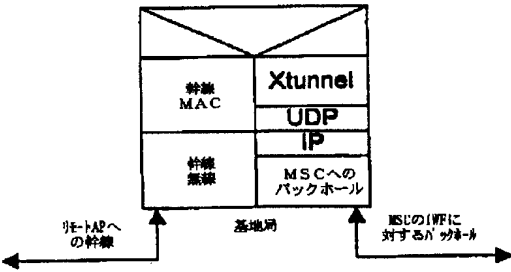 幹線
MAC
Xtunnel
UDP
IP
幹線
無線
MSCへの
バックホール
リモートAPへ
の幹線
基地局
MSCのIWFに
対するバックホール